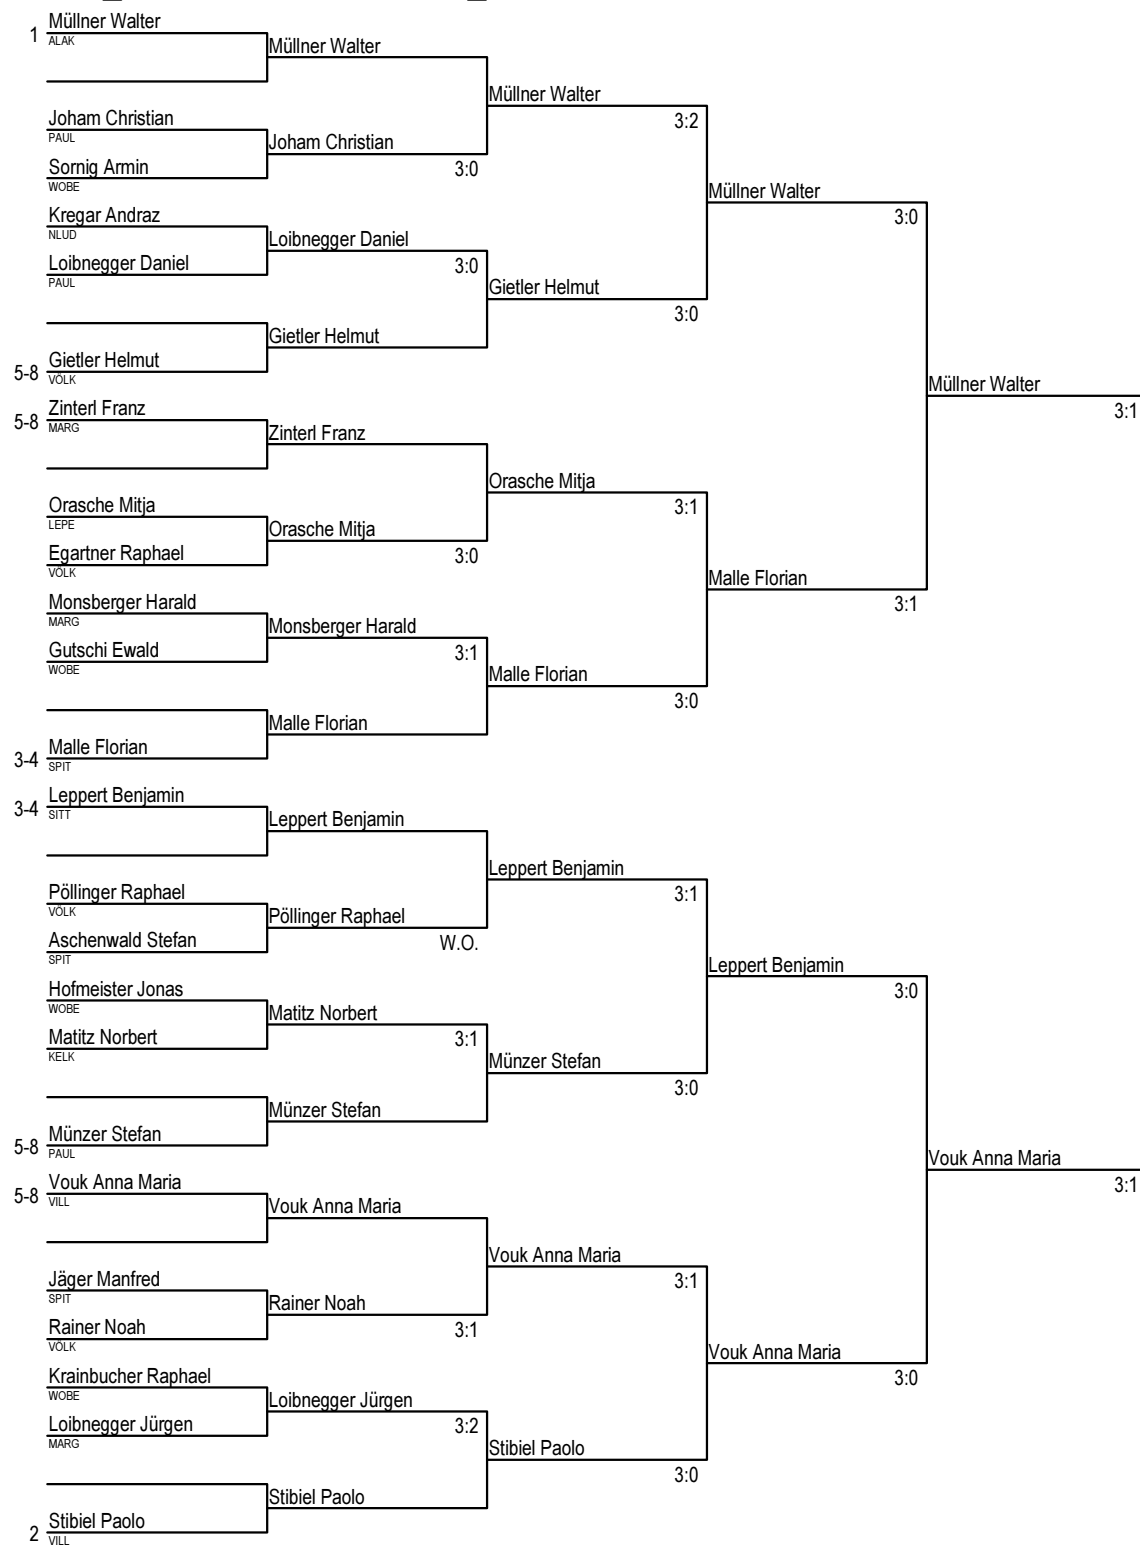 Müllner Walter
1
ALAK
Müllner Walter
Müllner Walter
3:2
Joham Christian
PAUL
Joham Christian
3:0
Sornig Armin
WOBE
Müllner Walter
3:0
Kregar Andraz
NLUD
Loibnegger Daniel
3:0
Loibnegger Daniel
PAUL
Gietler Helmut
3:0
Gietler Helmut
Gietler Helmut
5-8
VÖLK
Müllner Walter
3:1
Zinterl Franz
5-8
MARG
Zinterl Franz
Orasche Mitja
3:1
Orasche Mitja
LEPE
Orasche Mitja
3:0
Egartner Raphael
VÖLK
Malle Florian
3:1
Monsberger Harald
MARG
Monsberger Harald
3:1
Gutschi Ewald
WOBE
Malle Florian
3:0
Malle Florian
Malle Florian
3-4
SPIT
Leppert Benjamin
3-4
SITT
Leppert Benjamin
Leppert Benjamin
3:1
Pöllinger Raphael
VÖLK
Pöllinger Raphael
W.O.
Aschenwald Stefan
SPIT
Leppert Benjamin
3:0
Hofmeister Jonas
WOBE
Matitz Norbert
3:1
Matitz Norbert
KELK
Münzer Stefan
3:0
Münzer Stefan
Münzer Stefan
5-8
PAUL
Vouk Anna Maria
3:1
Vouk Anna Maria
5-8
VILL
Vouk Anna Maria
Vouk Anna Maria
3:1
Jäger Manfred
SPIT
Rainer Noah
3:1
Rainer Noah
VÖLK
Vouk Anna Maria
3:0
Krainbucher Raphael
WOBE
Loibnegger Jürgen
3:2
Loibnegger Jürgen
MARG
Stibiel Paolo
3:0
Stibiel Paolo
Stibiel Paolo
2
VILL